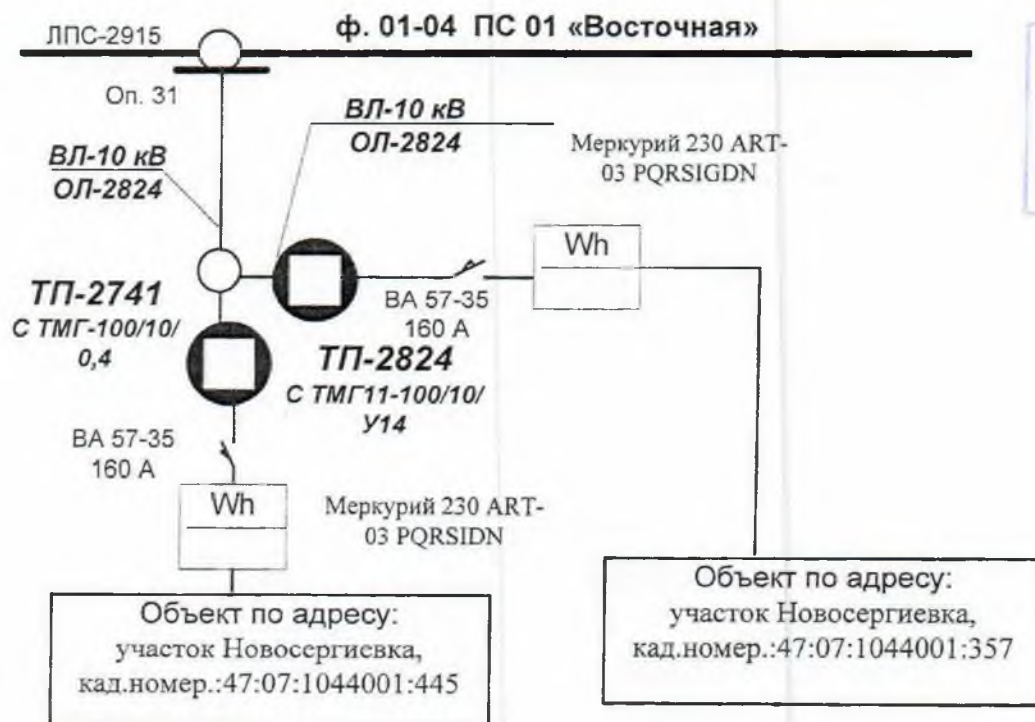 ЛПС-2915
ф. 01-04 ПС 01 «Восточная»
Оп. 31
ВЛ-10 кВ
ОЛ-2824
ВЛ-10 кВ
ОЛ-2824
Меркурий 230 ART-
03 PQRSIGDN
Wh
ВА 57-35
160 А
ТП-2741
С ТМГ-100/10/
0,4
ТП-2824
С ТМГ11-100/10/
У14
ВА 57-35
160 А
Wh
Меркурий 230 ART-
03 PQRSIDN
Объект по адресу:
участок Новосергиевка,
кад.номер.:47:07:1044001:445
Объект по адресу:
участок Новосергиевка,
кад.номер.:47:07:1044001:357